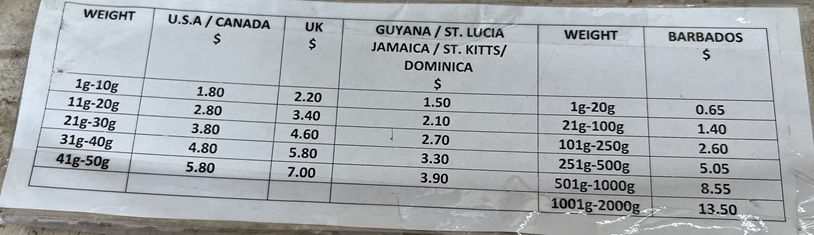 WEIGHT U.S.A / CANADA $ UK $ GUYANA / ST. LUCIA JAMAICA / ST. KITTS/ DOMINICA $ WEIGHT BARBADOS $
1g-10g 1.80 2.20 1.50 1g-20g 0.65
11g-20g 2.80 3.40 2.10 21g-100g 1.40
21g-30g 3.80 4.60 2.70 101g-250g 2.60
31g-40g 4.80 5.80 3.30 251g-500g 5.05
41g-50g 5.80 7.00 3.90 501g-1000g 8.55
1001g-2000g 13.50